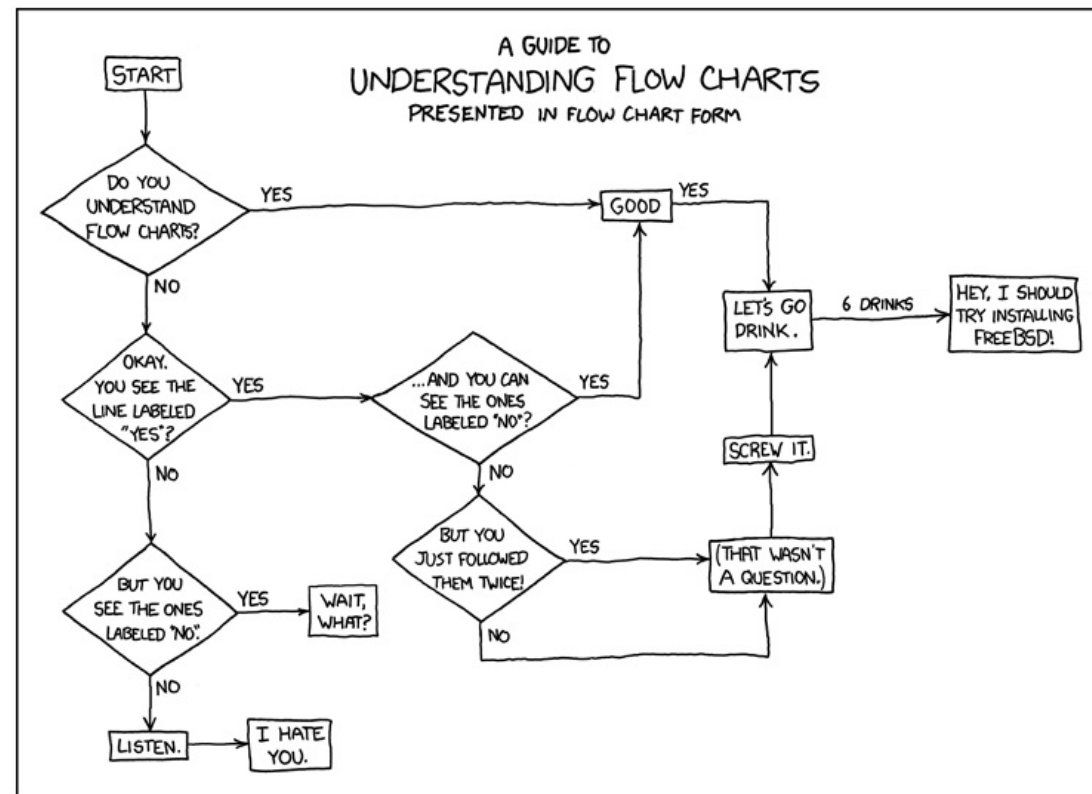 A GUIDE TO
UNDERSTANDING FLOW CHARTS
PRESENTED IN FLOW CHART FORM
START
DO YOU
UNDERSTAND
FLOW CHARTS?
YES
GOOD
YES
NO
LET'S GO
DRINK.
6 DRINKS
HEY, I SHOULD
TRY INSTALLING
FREEBSD!
OKAY.
YOU SEE THE
LINE LABELED
"YES"?
YES
...AND YOU CAN
SEE THE ONES
LABELED "NO"?
YES
NO
NO
SCREW IT.
BUT YOU
JUST FOLLOWED
THEM TWICE!
YES
(THAT WASN'T
A QUESTION.)
NO
BUT YOU
SEE THE ONES
LABELED "NO".
YES
WAIT,
WHAT?
NO
LISTEN.
I HATE
YOU.